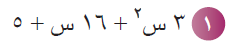 ١ ٣ س٢ + ١٦ س + ٥